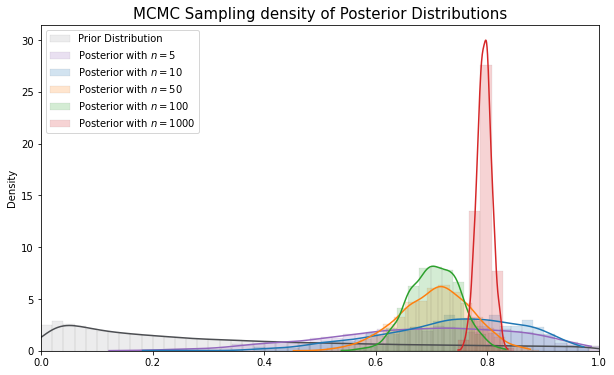 MCMC Sampling density of Posterior Distributions
Prior Distribution
Posterior with n = 5
Posterior with n = 10
Posterior with n = 50
Posterior with n = 100
Posterior with n = 1000
Density
30
25
20
15
10
5
0
0.0 0.2 0.4 0.6 0.8 1.0